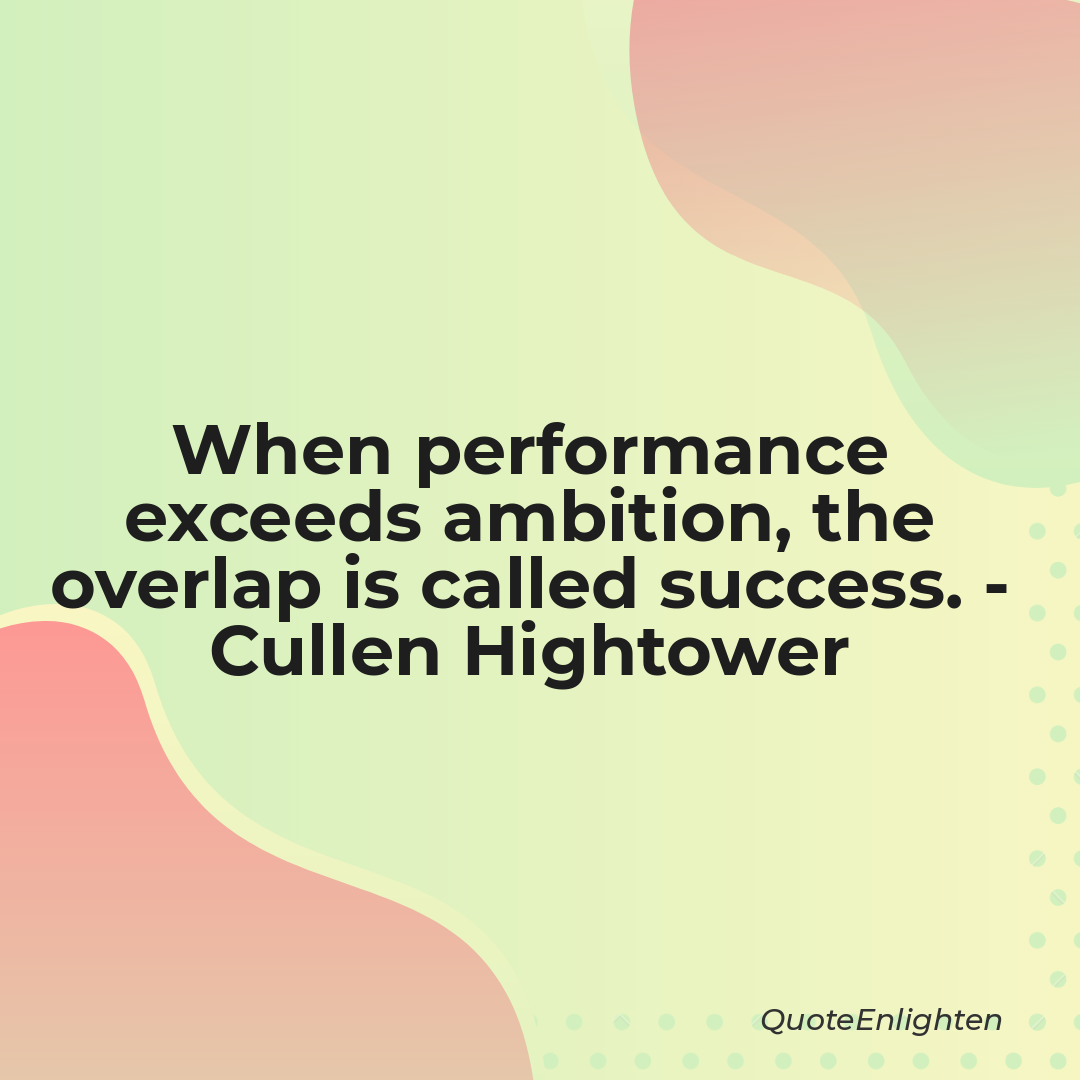 When performance
exceeds ambition, the
overlap is called success. -
Cullen Hightower
QuoteEnlighten